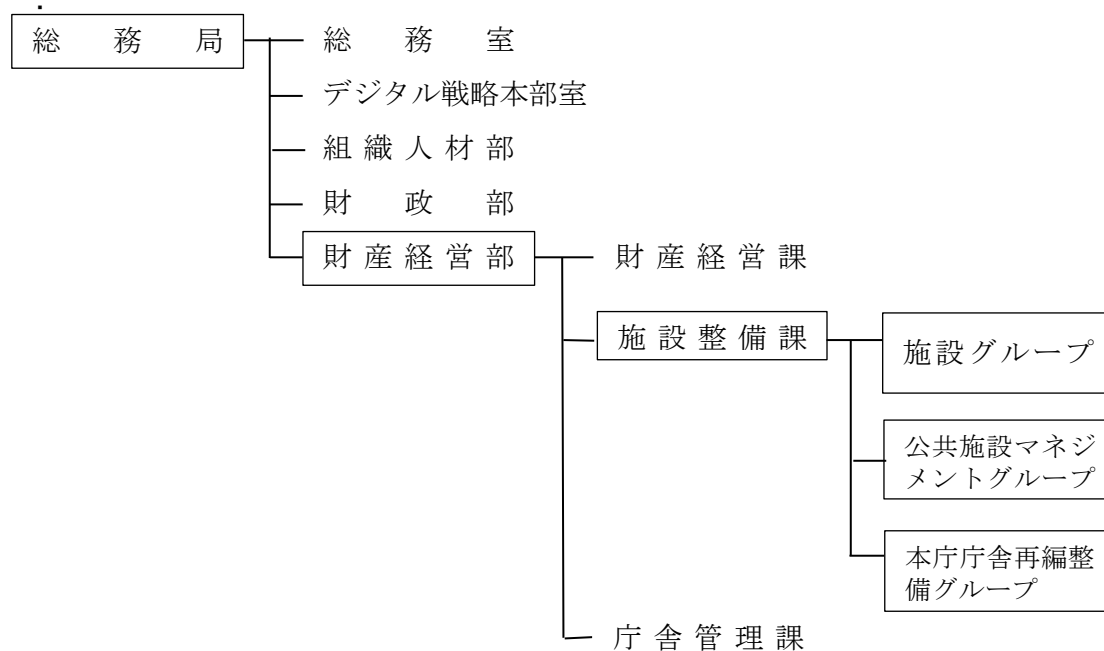 総務局
総務室
デジタル戦略本部室
組織人材部
財政部
財産経営部
財産経営課
施設整備課
施設グループ
公共施設マネジ
メントグループ
本庁庁舎再編整
備グループ
庁舎管理課